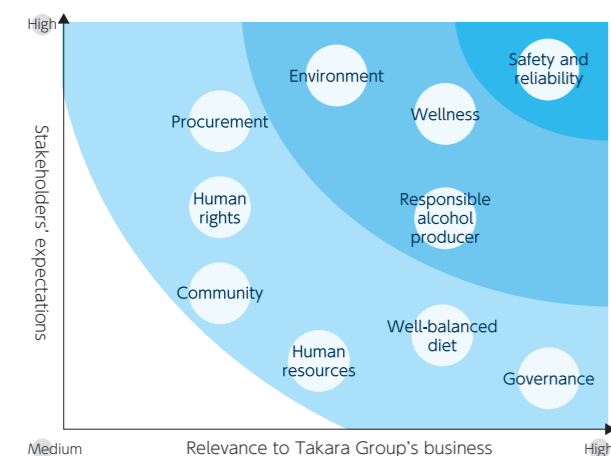 High
Stakeholders' expectations
Safety and
reliability
Environment
Wellness
Procurement
Human
rights
Responsible
alcohol
producer
Community
Well-balanced
diet
Human
resources
Governance
Medium
Relevance to Takara Group's business
High